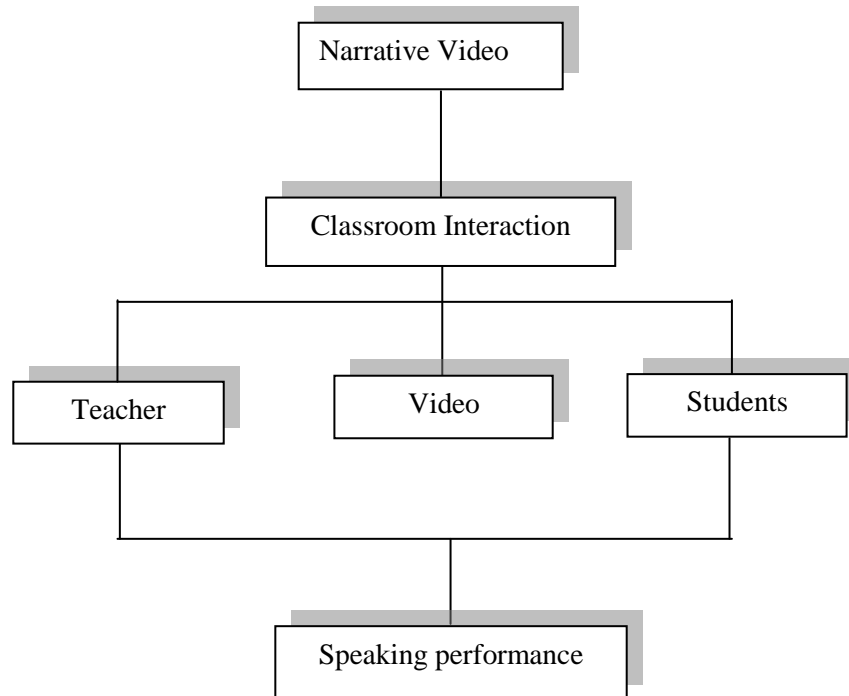 Narrative Video
Classroom Interaction
Teacher
Video
Students
Speaking performance